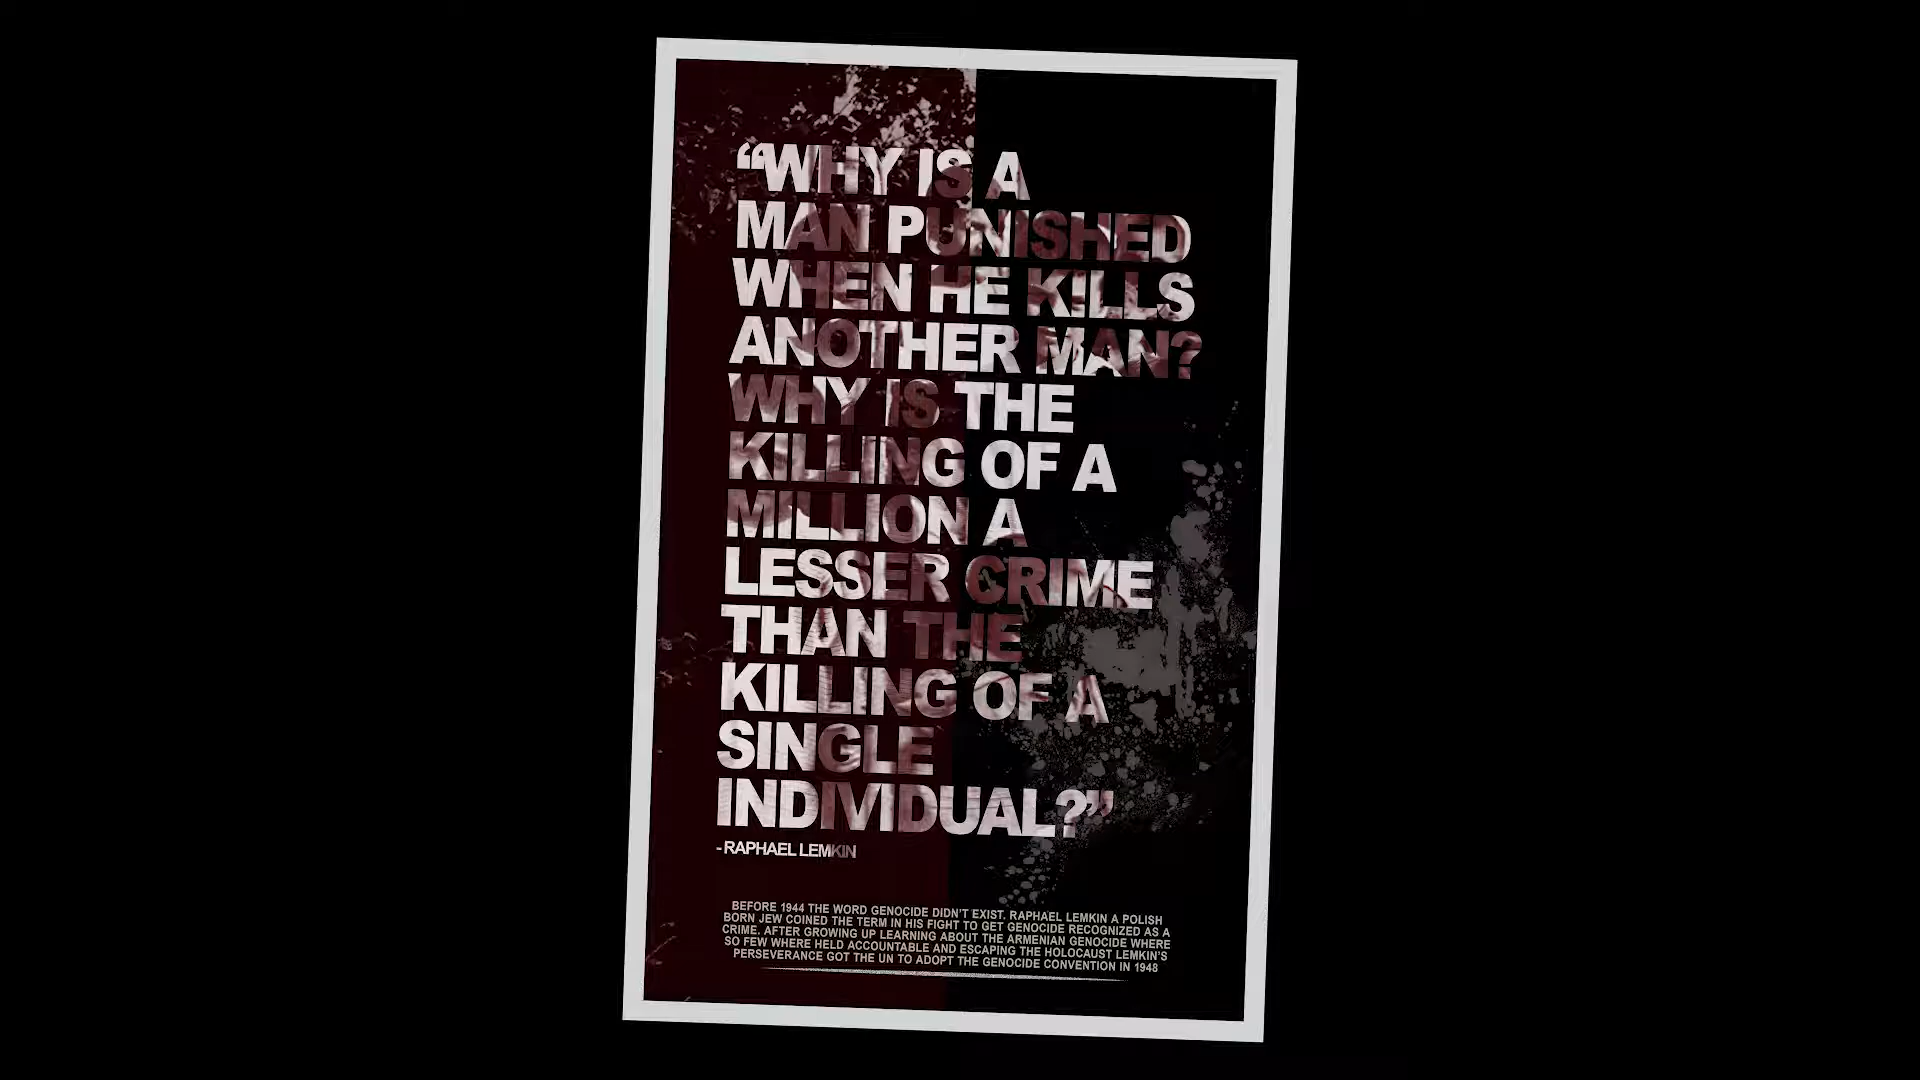 “WHY IS A
MAN PUNISHED
WHEN HE KILLS
ANOTHER MAN?
WHY IS THE
KILLING OF A
MILLION A
LESSER CRIME
THAN THE
KILLING OF A
SINGLE
INDIVIDUAL?”
- RAPHAEL LEMKIN
BEFORE 1944 THE WORD GENOCIDE DIDN'T EXIST. RAPHAEL LEMKIN A POLISH
BORN JEW COINED THE TERM IN HIS FIGHT TO GET GENOCIDE RECOGNIZED AS A
CRIME. AFTER GROWING UP LEARNING ABOUT THE ARMENIAN GENOCIDE WHERE
SO FEW WHERE HELD ACCOUNTABLE AND ESCAPING THE HOLOCAUST LEMKIN'S
PERSEVERANCE GOT THE UN TO ADOPT THE GENOCIDE CONVENTION IN 1948